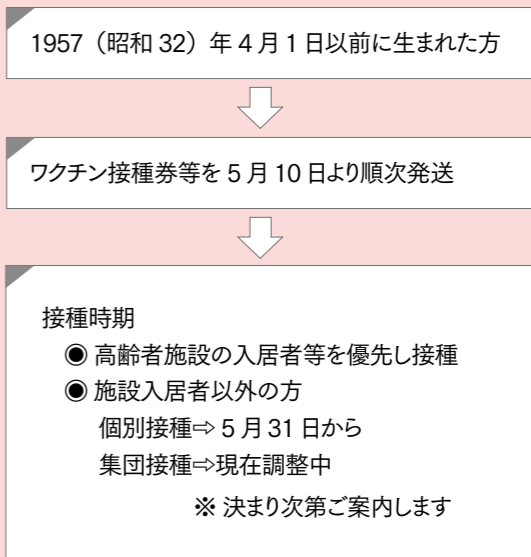 1957（昭和 32）年 4 月 1 日以前に生まれた方
ワクチン接種券等を 5 月 10 日より順次発送
接種時期
◉ 高齢者施設の入居者等を優先し接種
◉ 施設入居者以外の方
個別接種⇨ 5 月 31 日から
集団接種⇨現在調整中
※ 決まり次第ご案内します